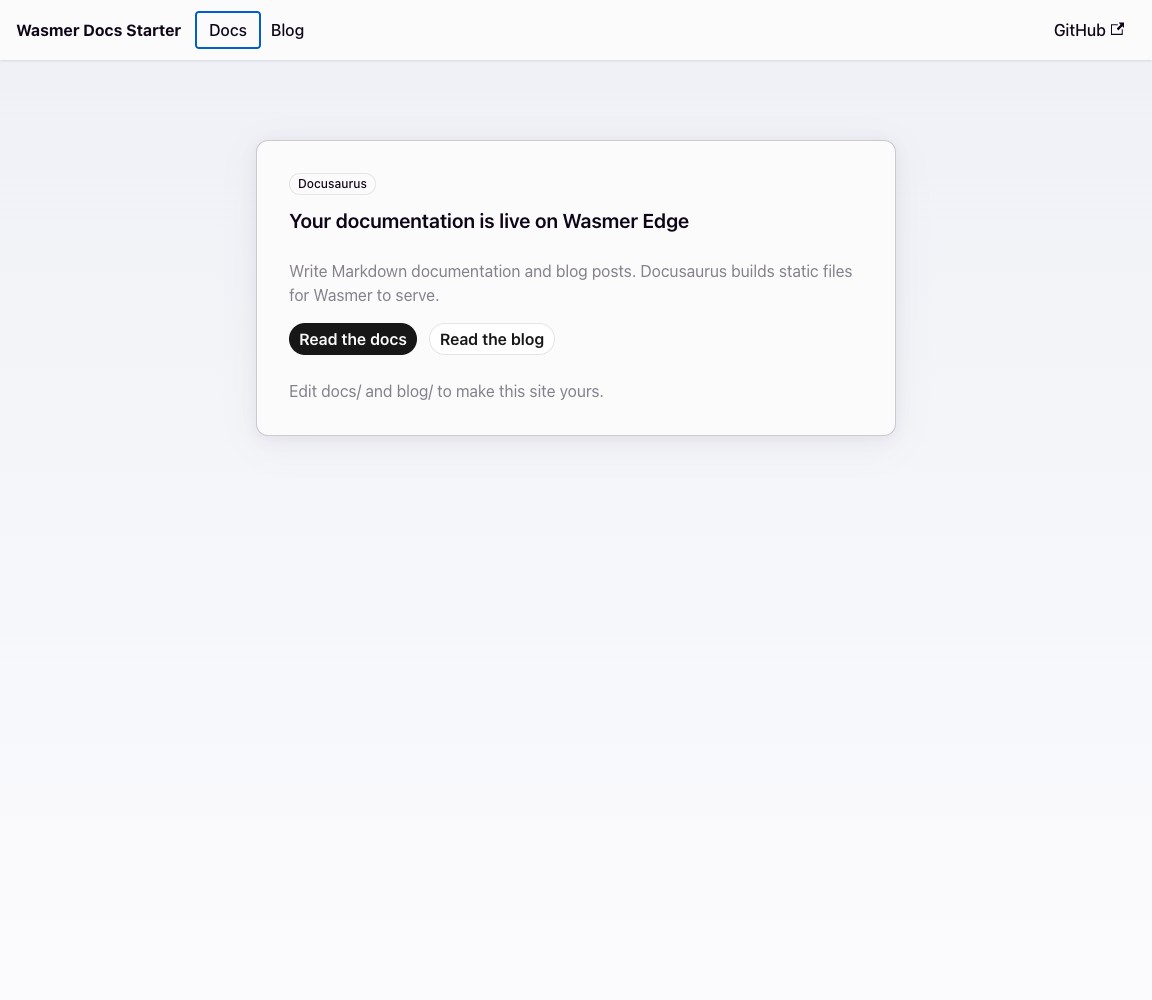 Wasmer Docs Starter Docs Blog GitHub
Docusaurus
Your documentation is live on Wasmer Edge
Write Markdown documentation and blog posts. Docusaurus builds static files
for Wasmer to serve.
Read the docs Read the blog
Edit docs/ and blog/ to make this site yours.